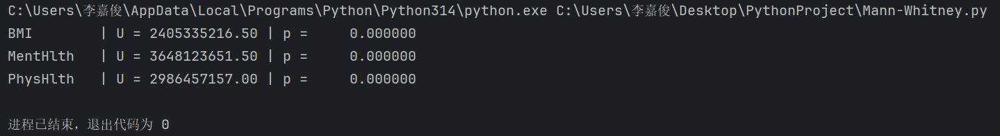 C:\Users\李嘉俊\AppData\Local\Programs\Python\Python314\python.exe C:\Users\李嘉俊\Desktop\PythonProject\Mann-Whitney.py
BMI | U = 2405335216.50 | p = 0.000000
MentHlth | U = 3648123651.50 | p = 0.000000
PhysHlth | U = 2986457157.00 | p = 0.000000
进程已结束，退出代码为 0